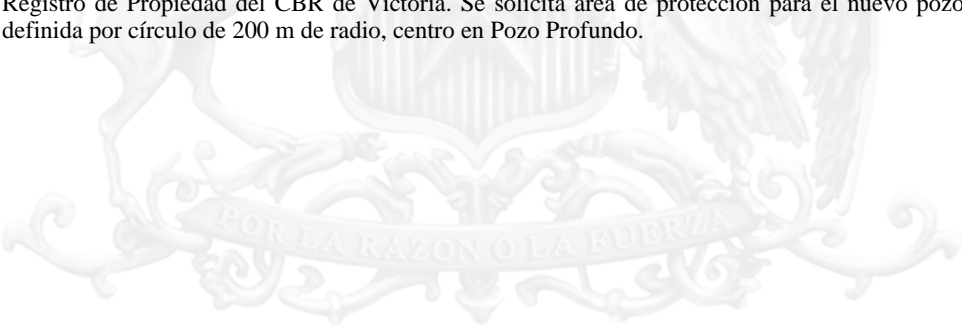 Registro de Propiedad del CBR de Victoria. Se solicita área de protección para el nuevo pozo
definida por círculo de 200 m de radio, centro en Pozo Profundo.
POR LA RAZON O LA FUERZA